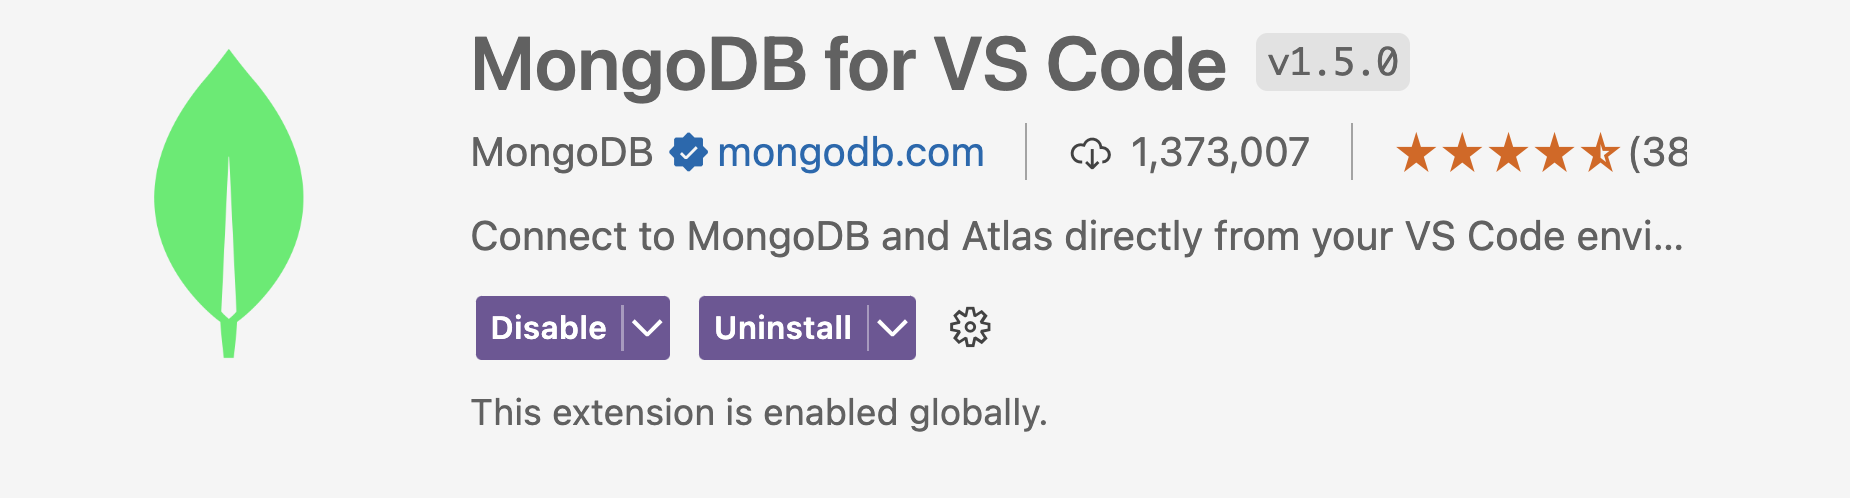 MongoDB for VS Code v1.5.0
MongoDB mongodb.com 1,373,007 (38
Connect to MongoDB and Atlas directly from your VS Code envi...
Disable Uninstall
This extension is enabled globally.